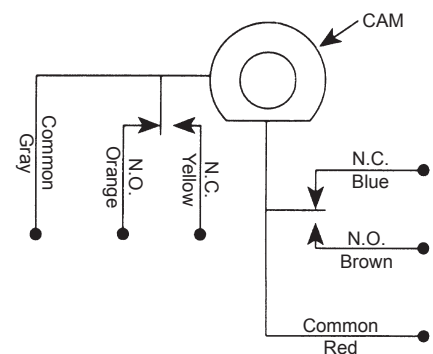 CAM
Common
Gray
N.O.
Orange
N.C.
Yellow
N.C.
Blue
N.O.
Brown
Common
Red